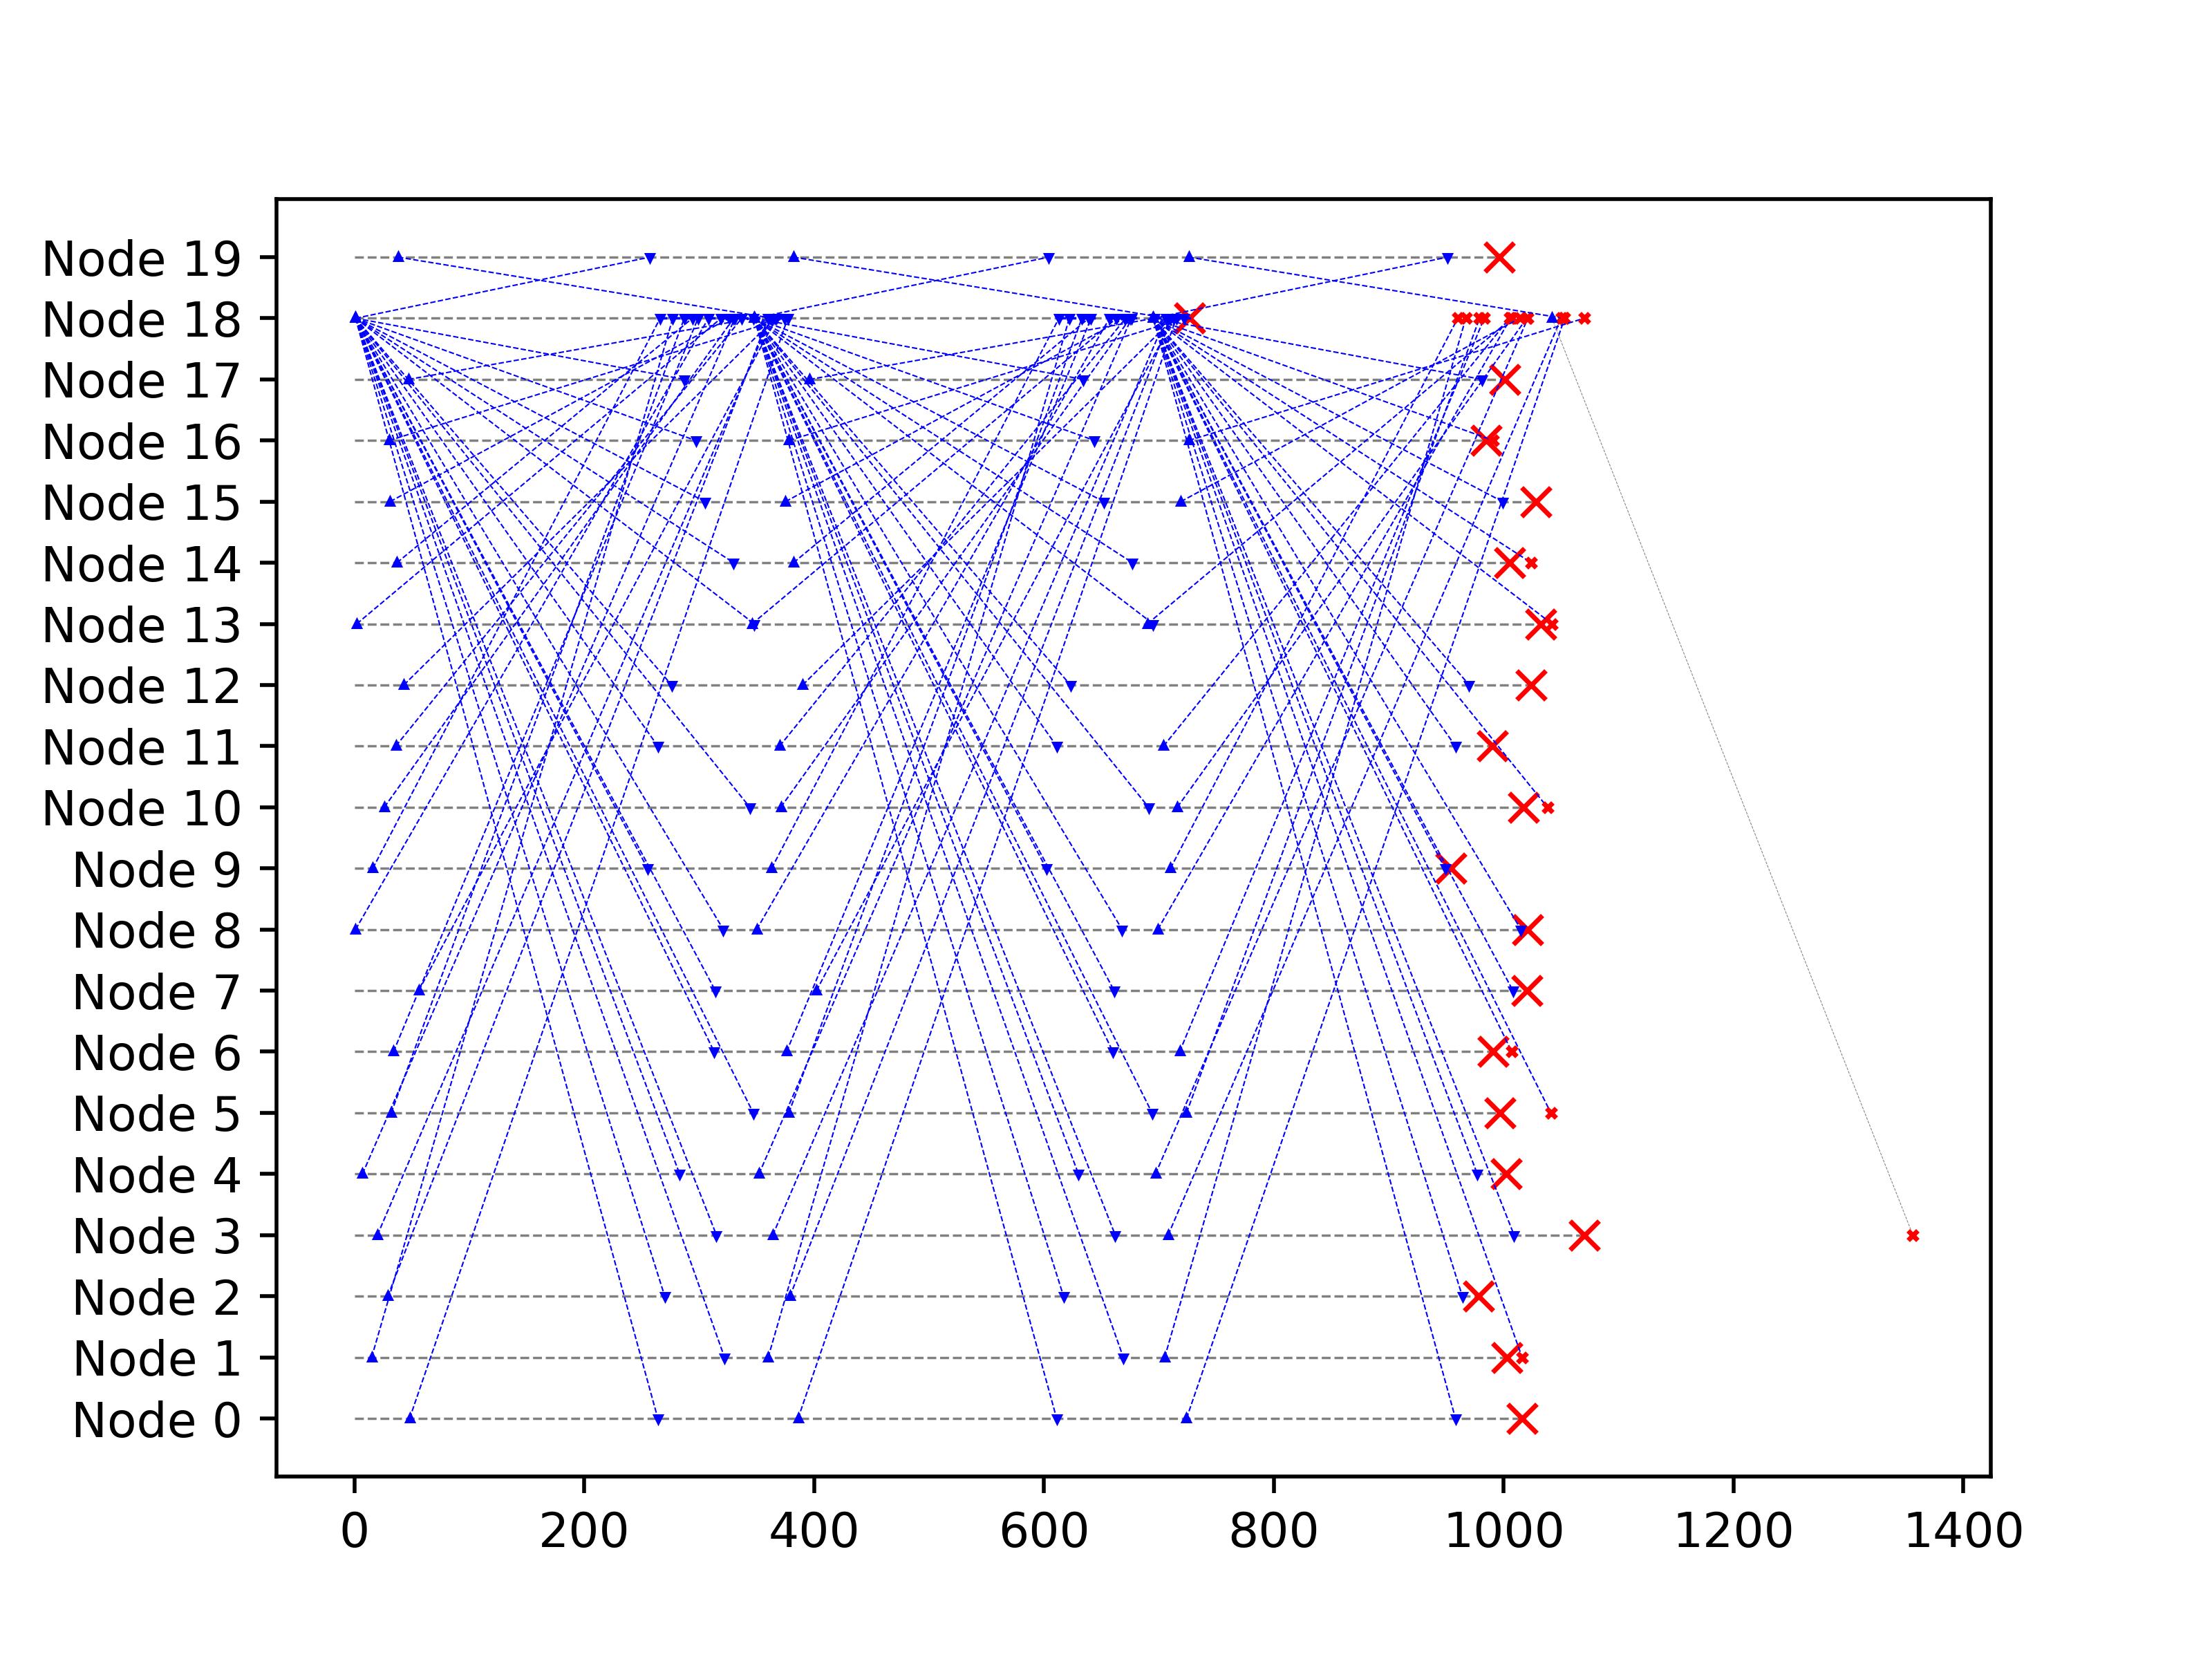 Node 19
Node 18
Node 17
Node 16
Node 15
Node 14
Node 13
Node 12
Node 11
Node 10
Node 9
Node 8
Node 7
Node 6
Node 5
Node 4
Node 3
Node 2
Node 1
Node 0
0 200 400 600 800 1000 1200 1400